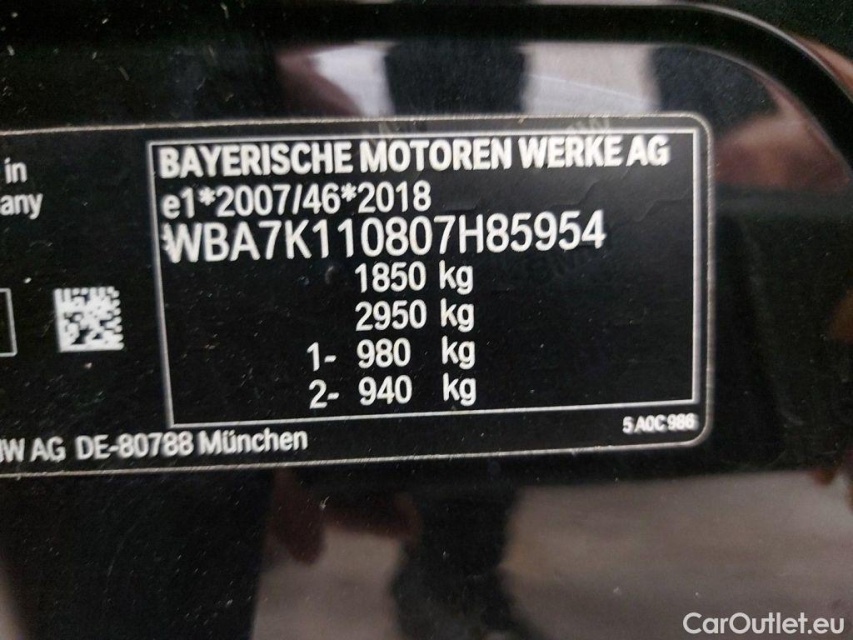 in
any
BAYERISCHE MOTOREN WERKE AG
e1*2007/46*2018
WBA7K110807H85954
1850 kg
2950 kg
1- 980 kg
2- 940 kg
5 A0C 986
W AG DE-80788 München
CarOutlet.eu